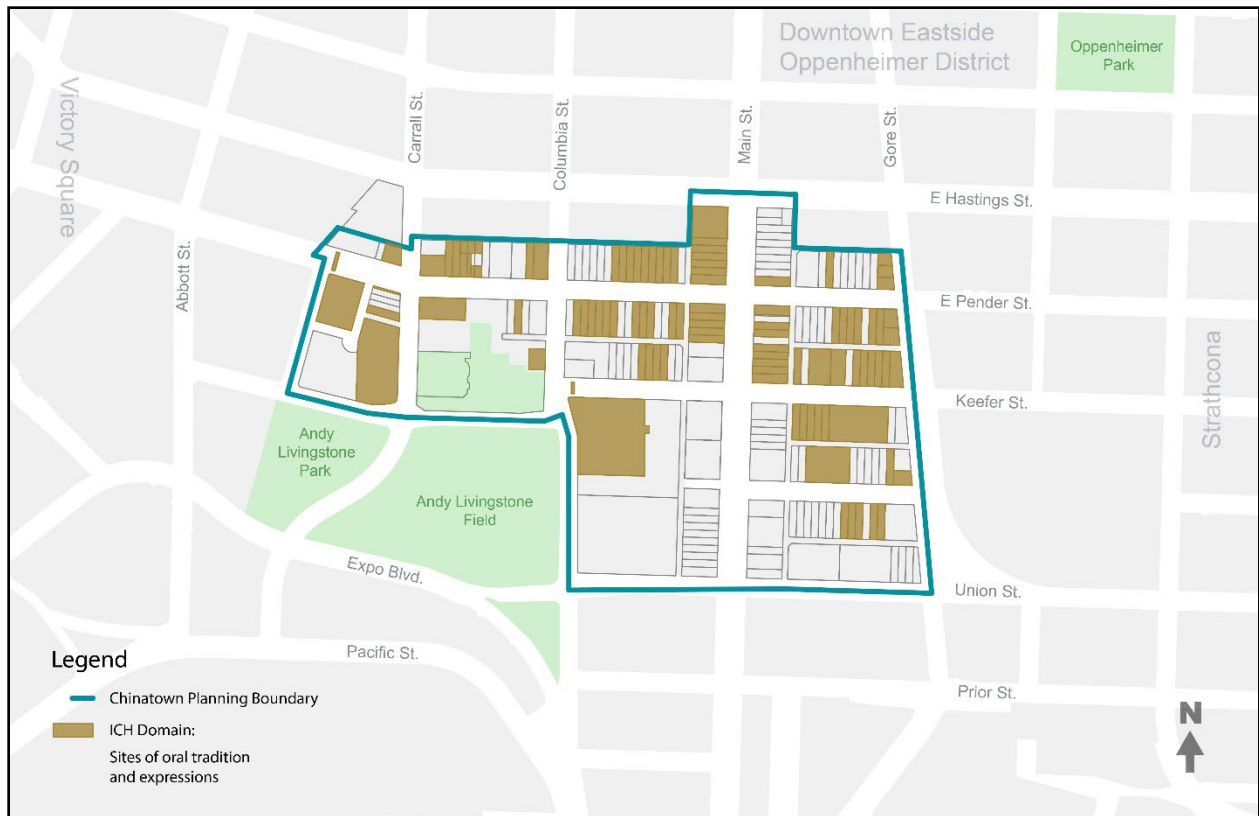 Downtown Eastside
Oppenheimer District
Oppenheimer
Park
Victory Square
Carrall St.
Columbia St.
Main St.
Gore St.
E Hastings St.
Abbott St.
E Pender St.
Strathcona
Keefer St.
Andy
Livingstone
Park
Andy Livingstone
Field
Expo Blvd.
Union St.
Pacific St.
Prior St.
Legend
Chinatown Planning Boundary
ICH Domain:
Sites of oral tradition
and expressions
N